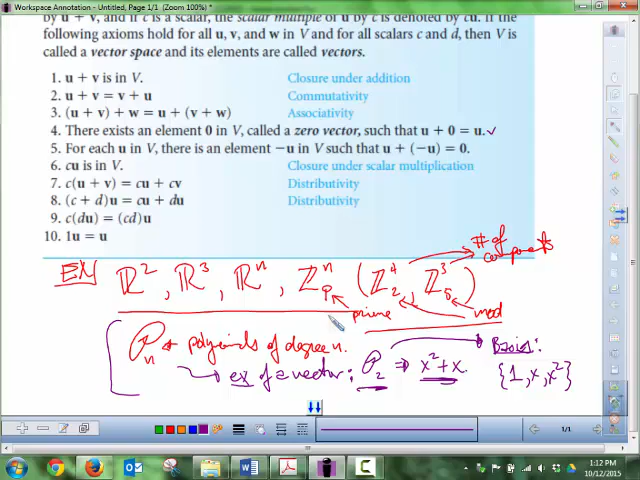 Workspace Annotation - Untitled, Page 1/1 (Zoom 100%)
by u + v, and if c is a scalar, the scalar multiple of u by c is denoted by cu. If the
following axioms hold for all u, v, and w in V and for all scalars c and d, then V is
called a vector space and its elements are called vectors.
1. u + v is in V. Closure under addition
2. u + v = v + u Commutativity
3. (u + v) + w = u + (v + w) Associativity
4. There exists an element 0 in V, called a zero vector, such that u + 0 = u. ✓
5. For each u in V, there is an element −u in V such that u + (−u) = 0.
6. cu is in V. Closure under scalar multiplication
7. c(u + v) = cu + cv Distributivity
8. (c + d)u = cu + du Distributivity
9. c(du) = (cd)u
10. 1u = u
# of
components
EX ℝ², ℝ³, ℝⁿ, ℤₚⁿ (ℤ₂⁴, ℤ₅³)
prime mod
𝒫ₙ polynomials of degree n.
Basis:
ex of a vector: 𝒫₂ ⇒ x²+x. {1, x, x²}
1/1
1:12 PM
10/12/2015